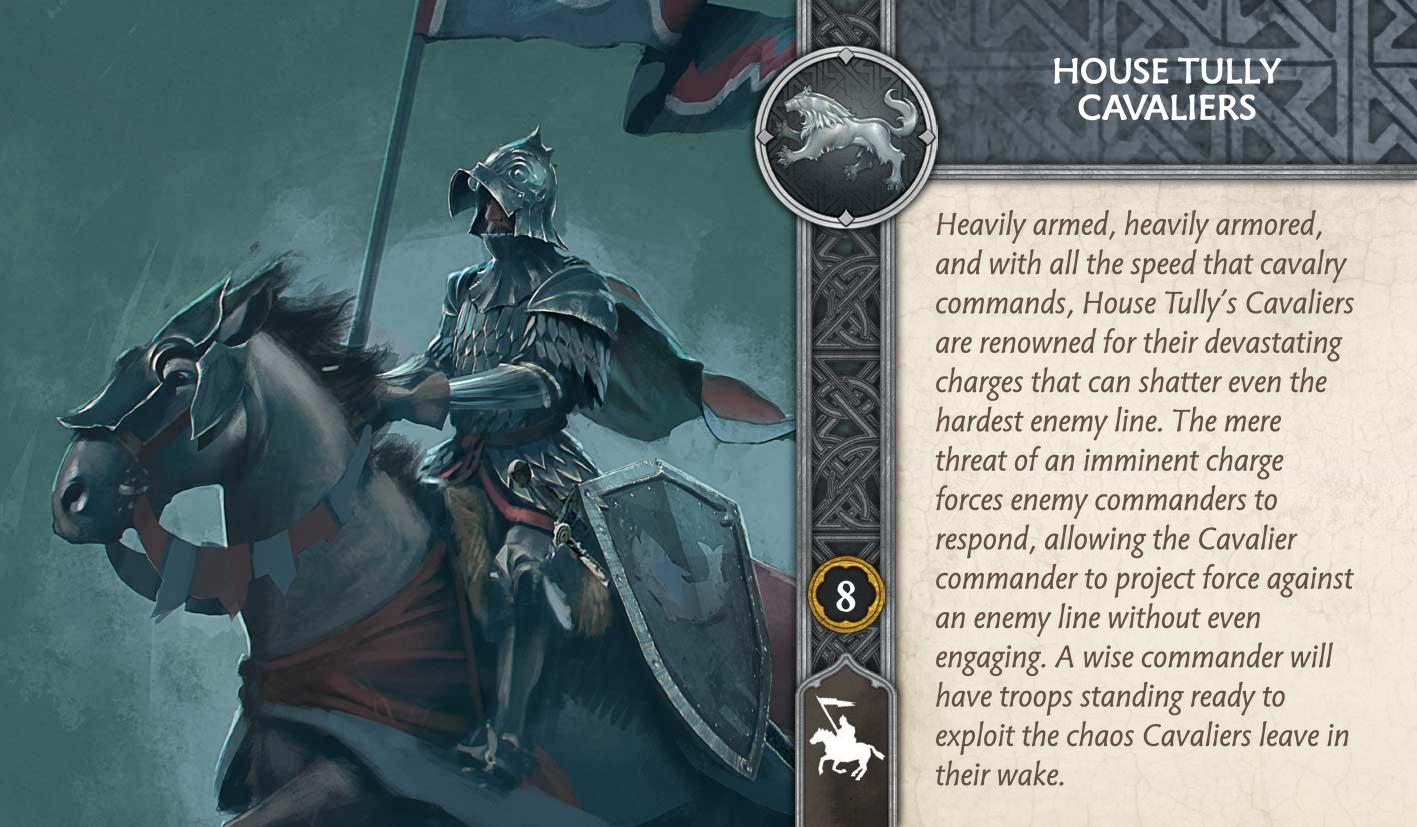 HOUSE TULLY
CAVALIERS
Heavily armed, heavily armored,
and with all the speed that cavalry
commands, House Tully's Cavaliers
are renowned for their devastating
charges that can shatter even the
hardest enemy line. The mere
threat of an imminent charge
forces enemy commanders to
respond, allowing the Cavalier
commander to project force against
an enemy line without even
engaging. A wise commander will
have troops standing ready to
exploit the chaos Cavaliers leave in
their wake.
8